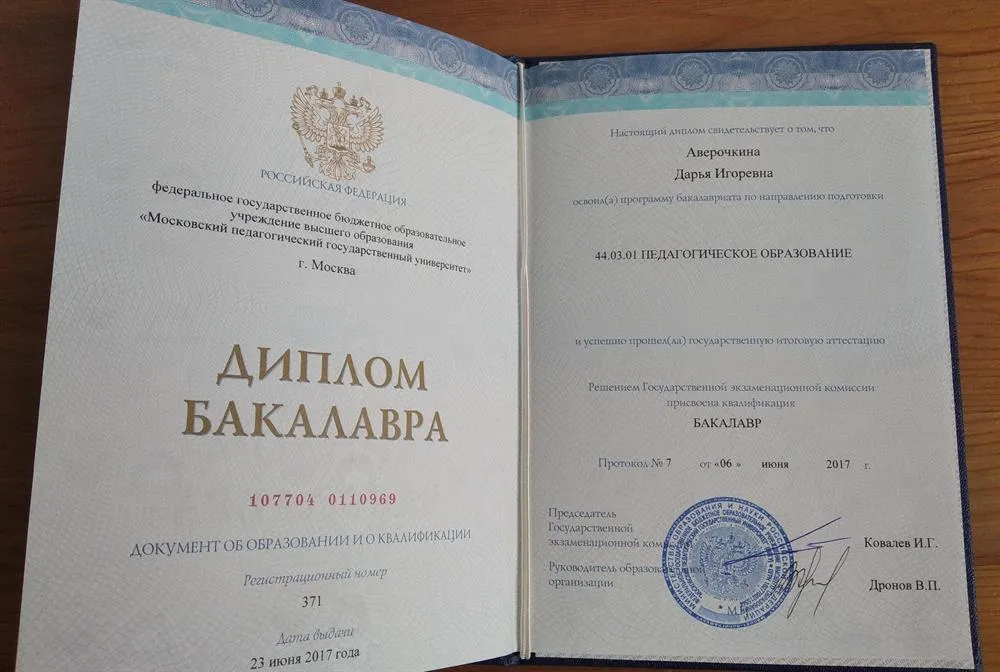 РОССИЙСКАЯ ФЕДЕРАЦИЯ
федеральное государственное бюджетное образовательное
учреждение высшего образования
«Московский педагогический государственный университет»
г. Москва
ДИПЛОМ
БАКАЛАВРА
107704 0110969
ДОКУМЕНТ ОБ ОБРАЗОВАНИИ И О КВАЛИФИКАЦИИ
Регистрационный номер
371
Дата выдачи
23 июня 2017 года
Настоящий диплом свидетельствует о том, что
Аверочкина
Дарья Игоревна
освоил(а) программу бакалавриата по направлению подготовки
44.03.01 ПЕДАГОГИЧЕСКОЕ ОБРАЗОВАНИЕ
и успешно прошел(ла) государственную итоговую аттестацию
Решением Государственной экзаменационной комиссии
присвоена квалификация
БАКАЛАВР
Протокол № 7 от «06 » июня 2017 г.
Председатель
Государственной
экзаменационной
Ковалев И.Г.
Руководитель
организации
Дронов В.П.